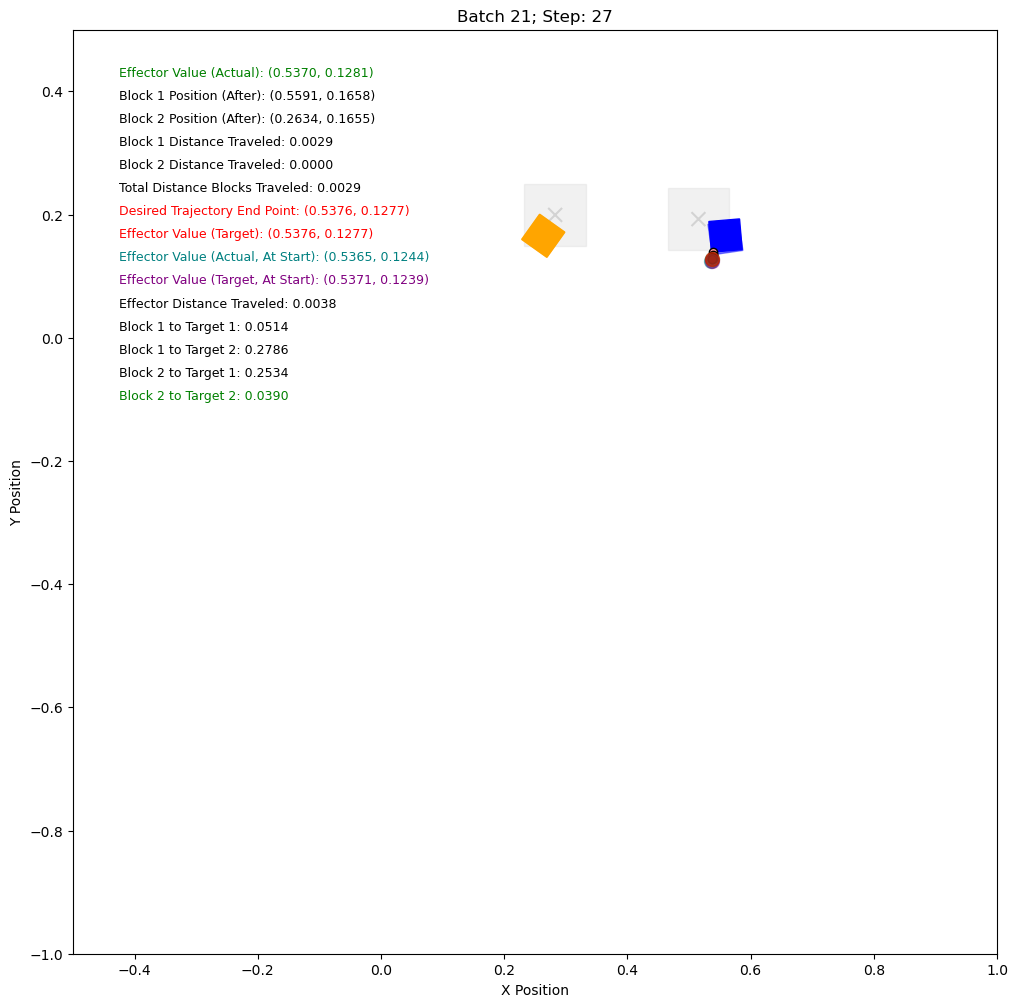 Batch 21; Step: 27
Effector Value (Actual): (0.5370, 0.1281)
Block 1 Position (After): (0.5591, 0.1658)
Block 2 Position (After): (0.2634, 0.1655)
Block 1 Distance Traveled: 0.0029
Block 2 Distance Traveled: 0.0000
Total Distance Blocks Traveled: 0.0029
Desired Trajectory End Point: (0.5376, 0.1277)
Effector Value (Target): (0.5376, 0.1277)
Effector Value (Actual, At Start): (0.5365, 0.1244)
Effector Value (Target, At Start): (0.5371, 0.1239)
Effector Distance Traveled: 0.0038
Block 1 to Target 1: 0.0514
Block 1 to Target 2: 0.2786
Block 2 to Target 1: 0.2534
Block 2 to Target 2: 0.0390
0.4
0.2
0.0
−0.2
−0.4
−0.6
−0.8
−1.0
Y Position
−0.4
−0.2
0.0
0.2
0.4
0.6
0.8
1.0
X Position